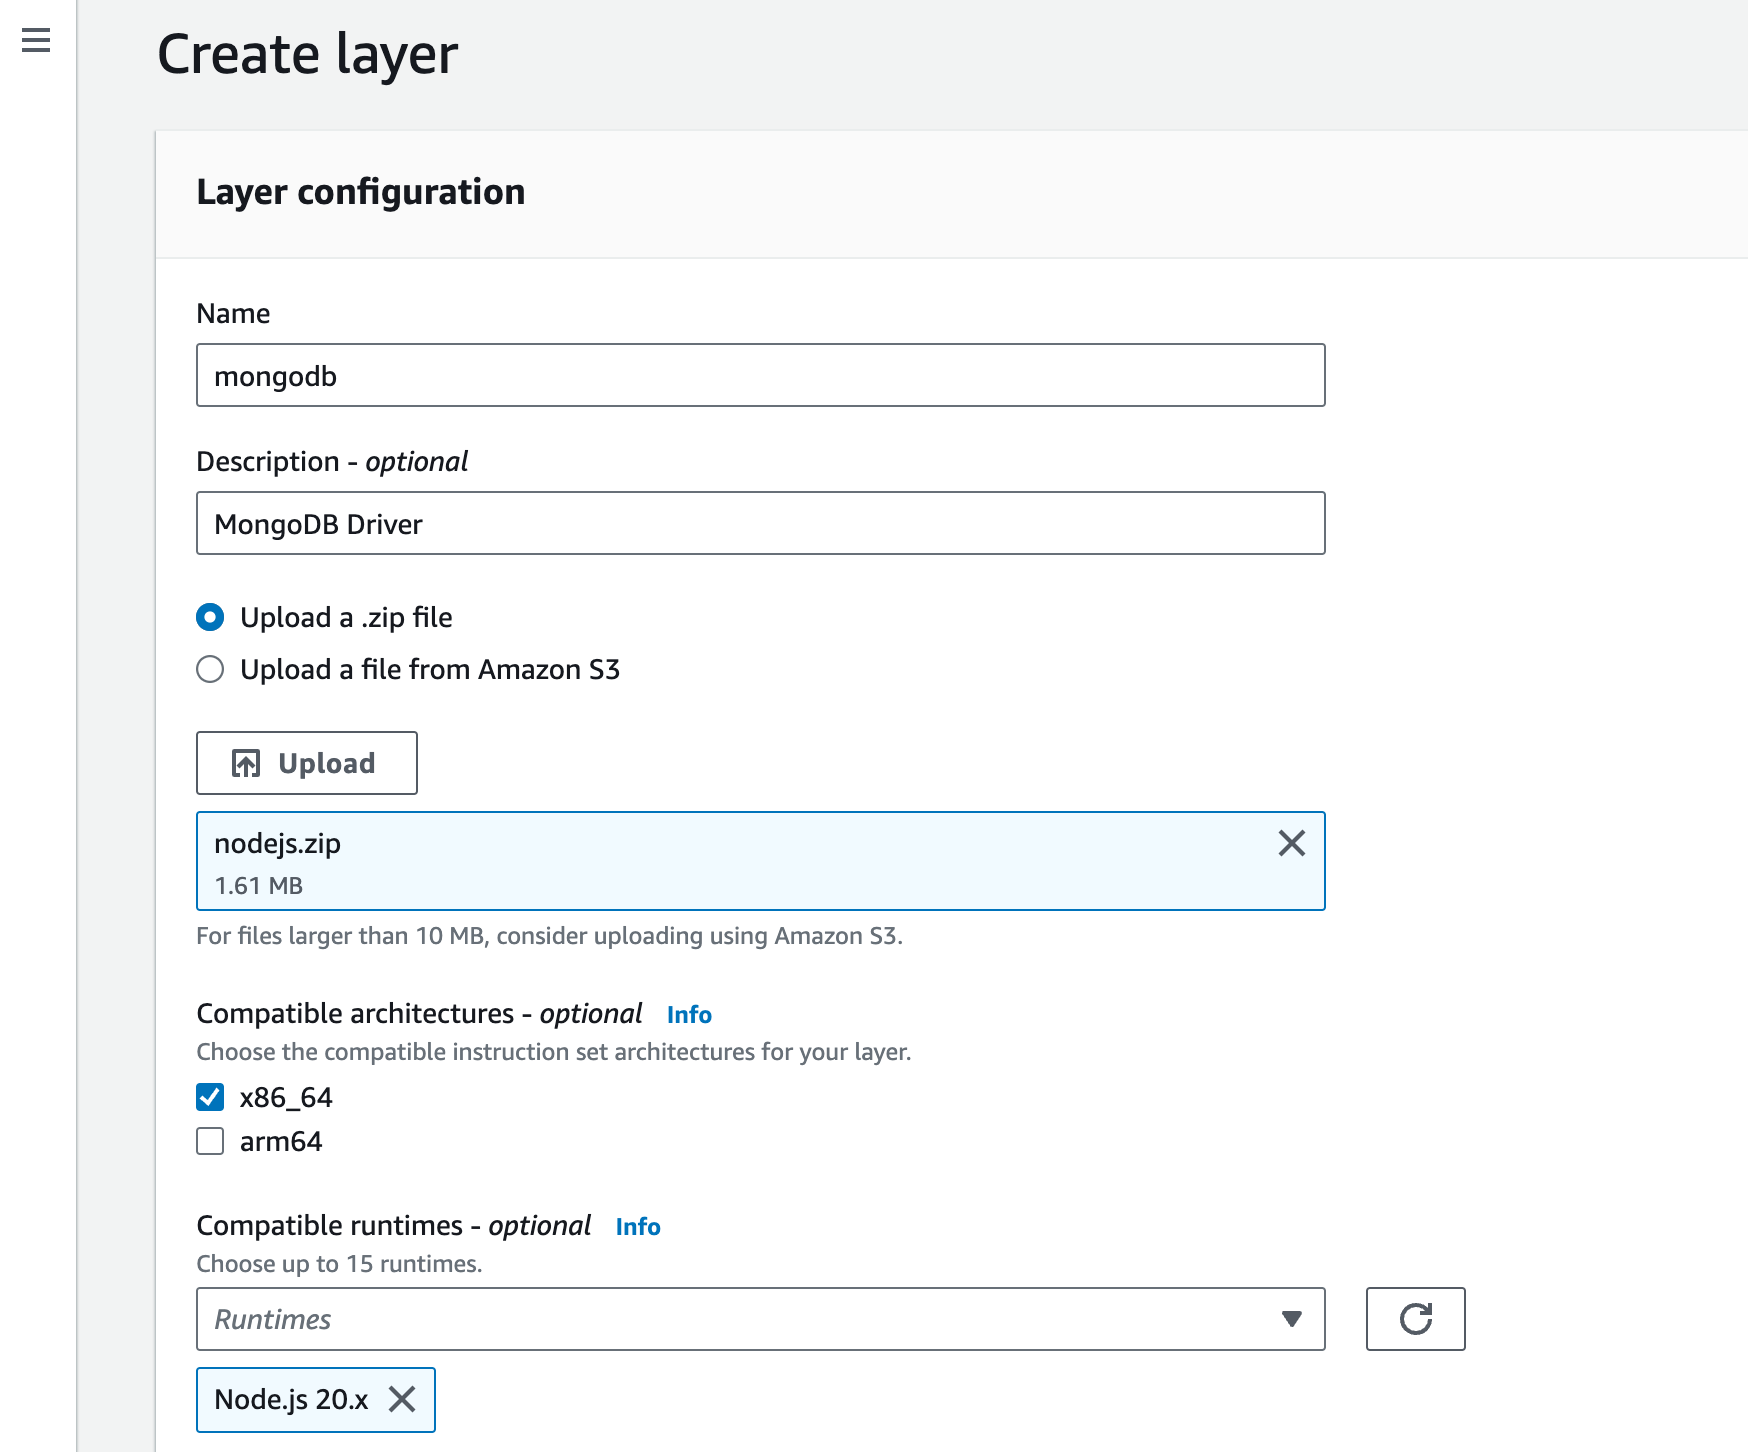 Create layer
Layer configuration
Name
mongodb
Description - optional
MongoDB Driver
Upload a .zip file
Upload a file from Amazon S3
Upload
nodejs.zip
1.61 MB
For files larger than 10 MB, consider uploading using Amazon S3.
Compatible architectures - optional Info
Choose the compatible instruction set architectures for your layer.
x86_64
arm64
Compatible runtimes - optional Info
Choose up to 15 runtimes.
Runtimes
Node.js 20.x